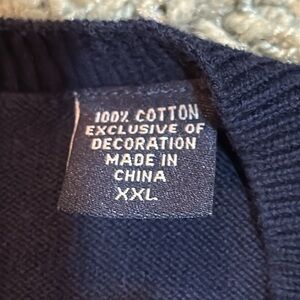 100% COTTON
EXCLUSIVE OF
DECORATION
MADE IN
CHINA
XXL